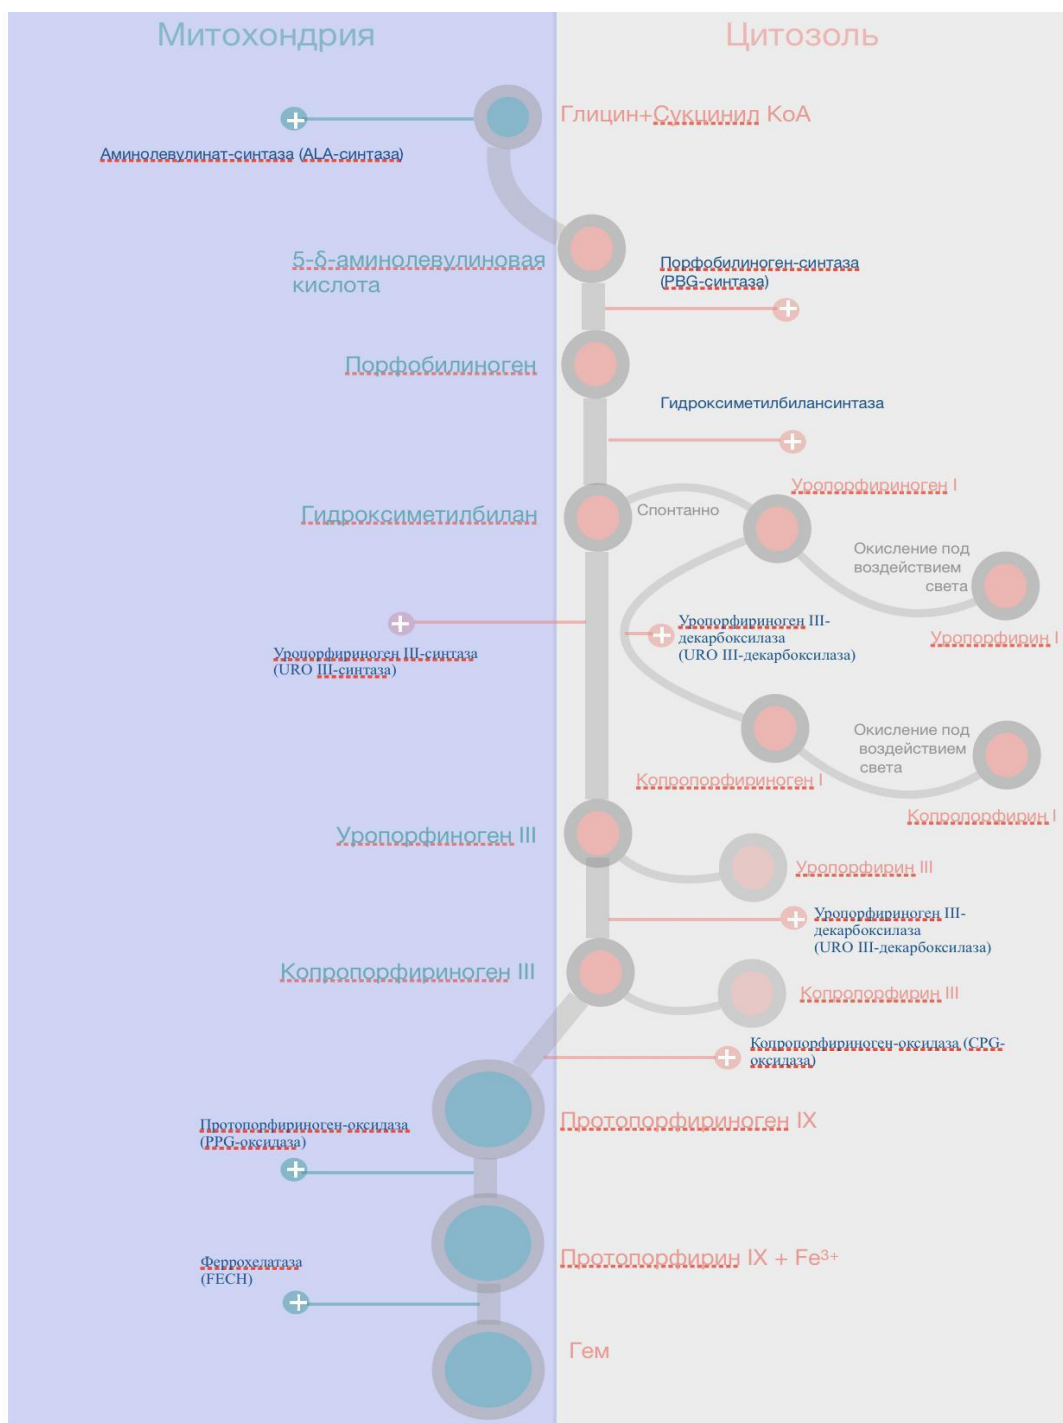 Митохондрия
Цитозоль
Глицин+Сукцинил КоА
Аминолевулинат-синтаза (ALA-синтаза)
5-δ-аминолевулиновая
кислота
Порфобилиноген-синтаза
(PBG-синтаза)
Порфобилиноген
Гидроксиметилбилансинтаза
Уропорфириноген I
Гидроксиметилбилан
Спонтанно
Окисление под
воздействием
света
Уропорфирин I
Уропорфириноген III-
декарбоксилаза
(URO III-декарбоксилаза)
Уропорфириноген III-синтаза
(URO III-синтаза)
Окисление под
воздействием
света
Копропорфириноген I
Копропорфирин I
Уропорфиноген III
Уропорфирин III
Уропорфириноген III-
декарбоксилаза
(URO III-декарбоксилаза)
Копропорфириноген III
Копропорфирин III
Копропорфириноген-оксидаза (CPG-
оксидаза)
Протопорфириноген IX
Протопорфириноген-оксидаза
(PPG-оксидаза)
Протопорфирин IX + Fe³⁺
Феррохелатаза
(FECH)
Гем